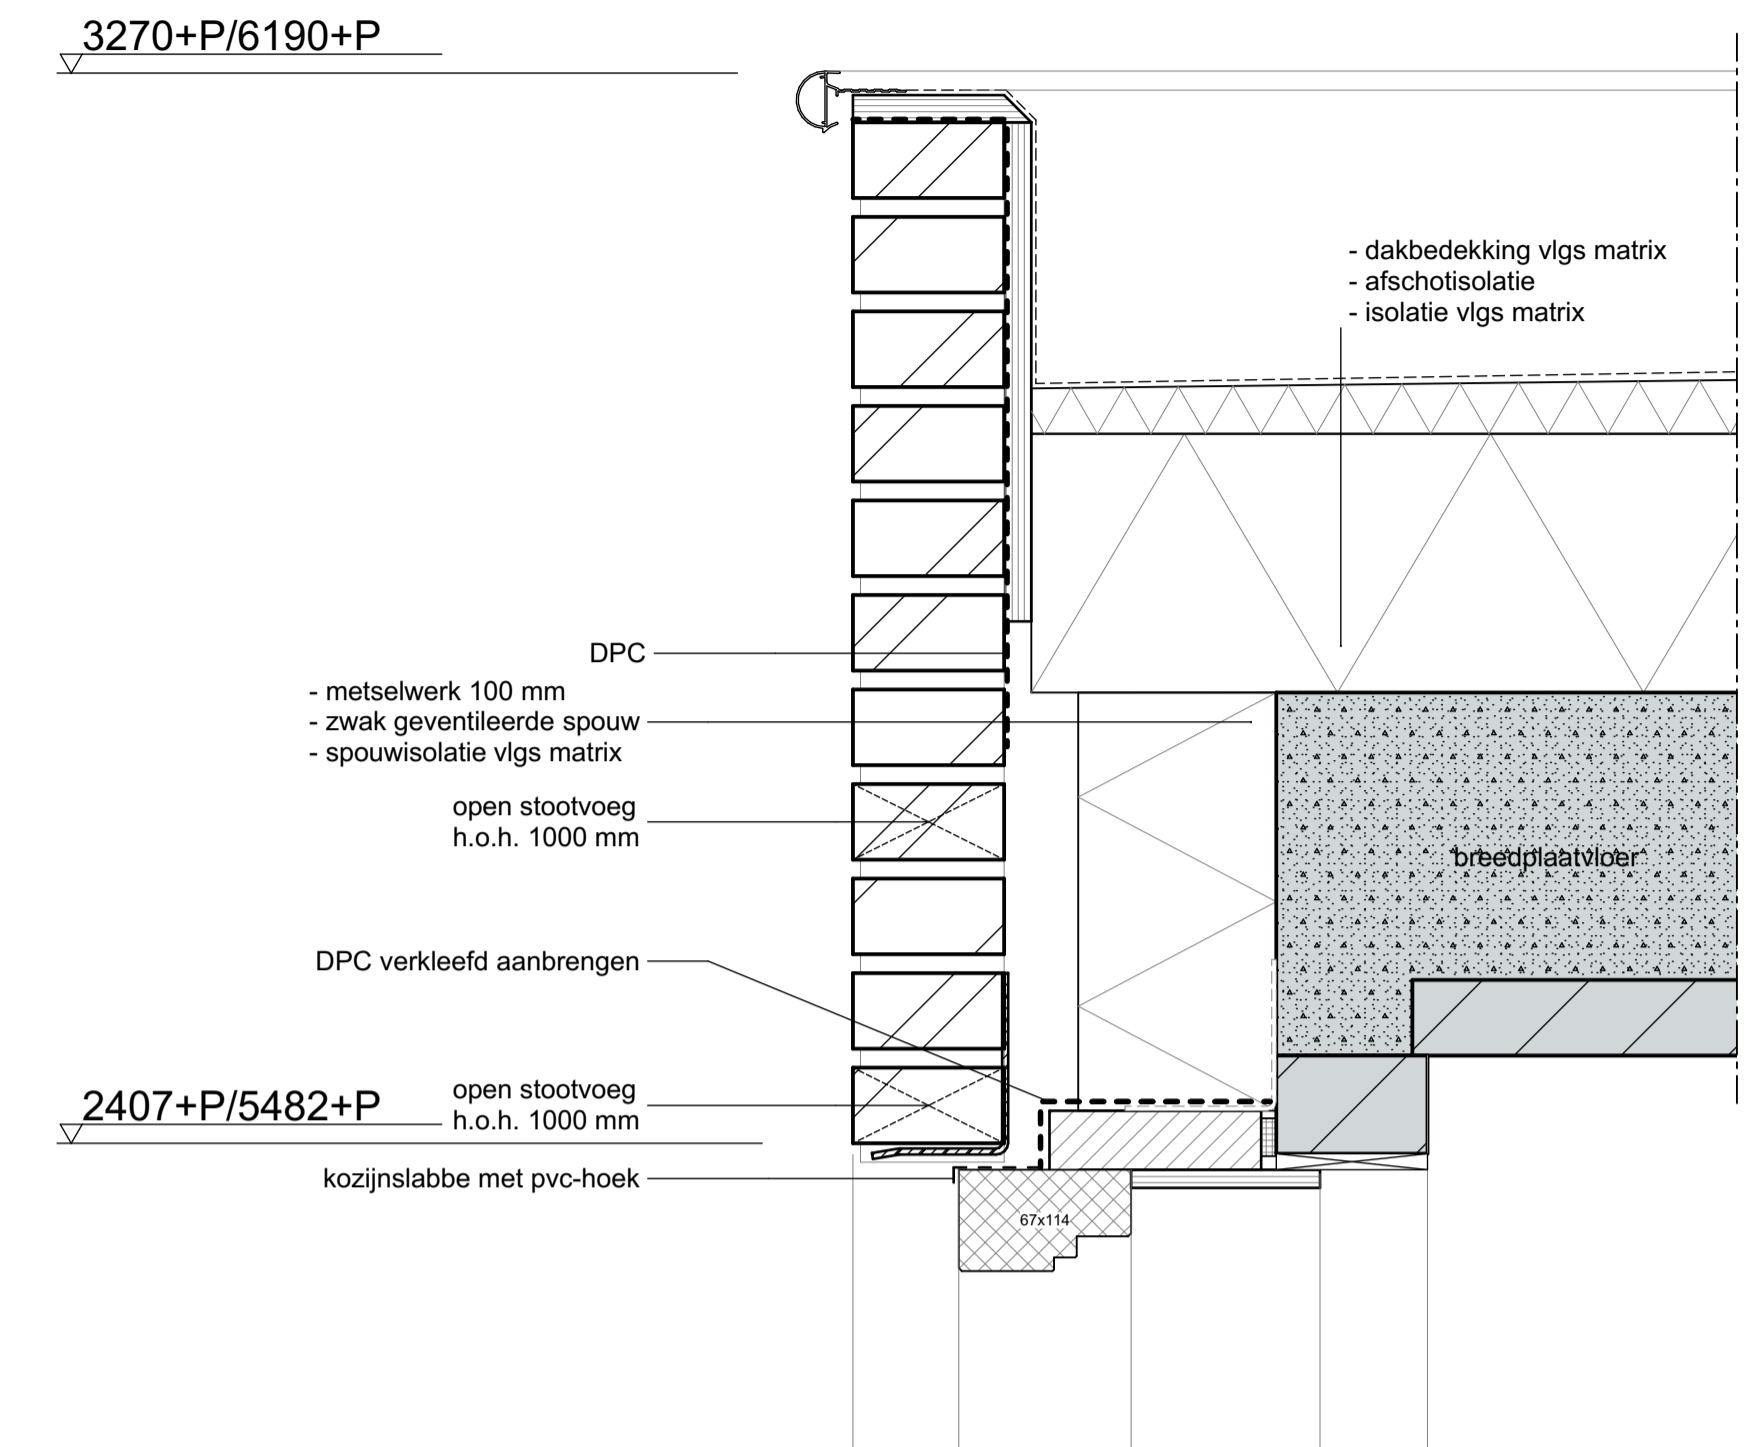 3270+P/6190+P
- dakbedekking vlgs matrix
- afschotisolatie
- isolatie vlgs matrix
DPC
- metselwerk 100 mm
- zwak geventileerde spouw
- spouwisolatie vlgs matrix
open stootvoeg
h.o.h. 1000 mm
breedplaatvloer
DPC verkleefd aanbrengen
2407+P/5482+P
open stootvoeg
h.o.h. 1000 mm
kozijnslabbe met pvc-hoek
67x114